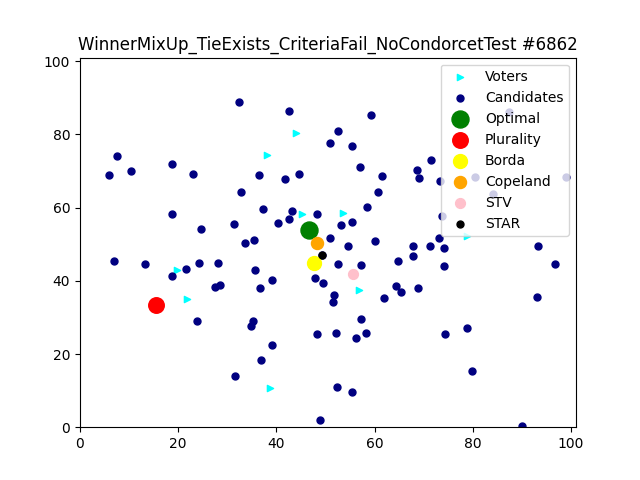 WinnerMixUp_TieExists_CriteriaFail_NoCondorcetTest #6862
100
80
60
40
20
0
0 20 40 60 80 100
Voters
Candidates
Optimal
Plurality
Borda
Copeland
STV
STAR